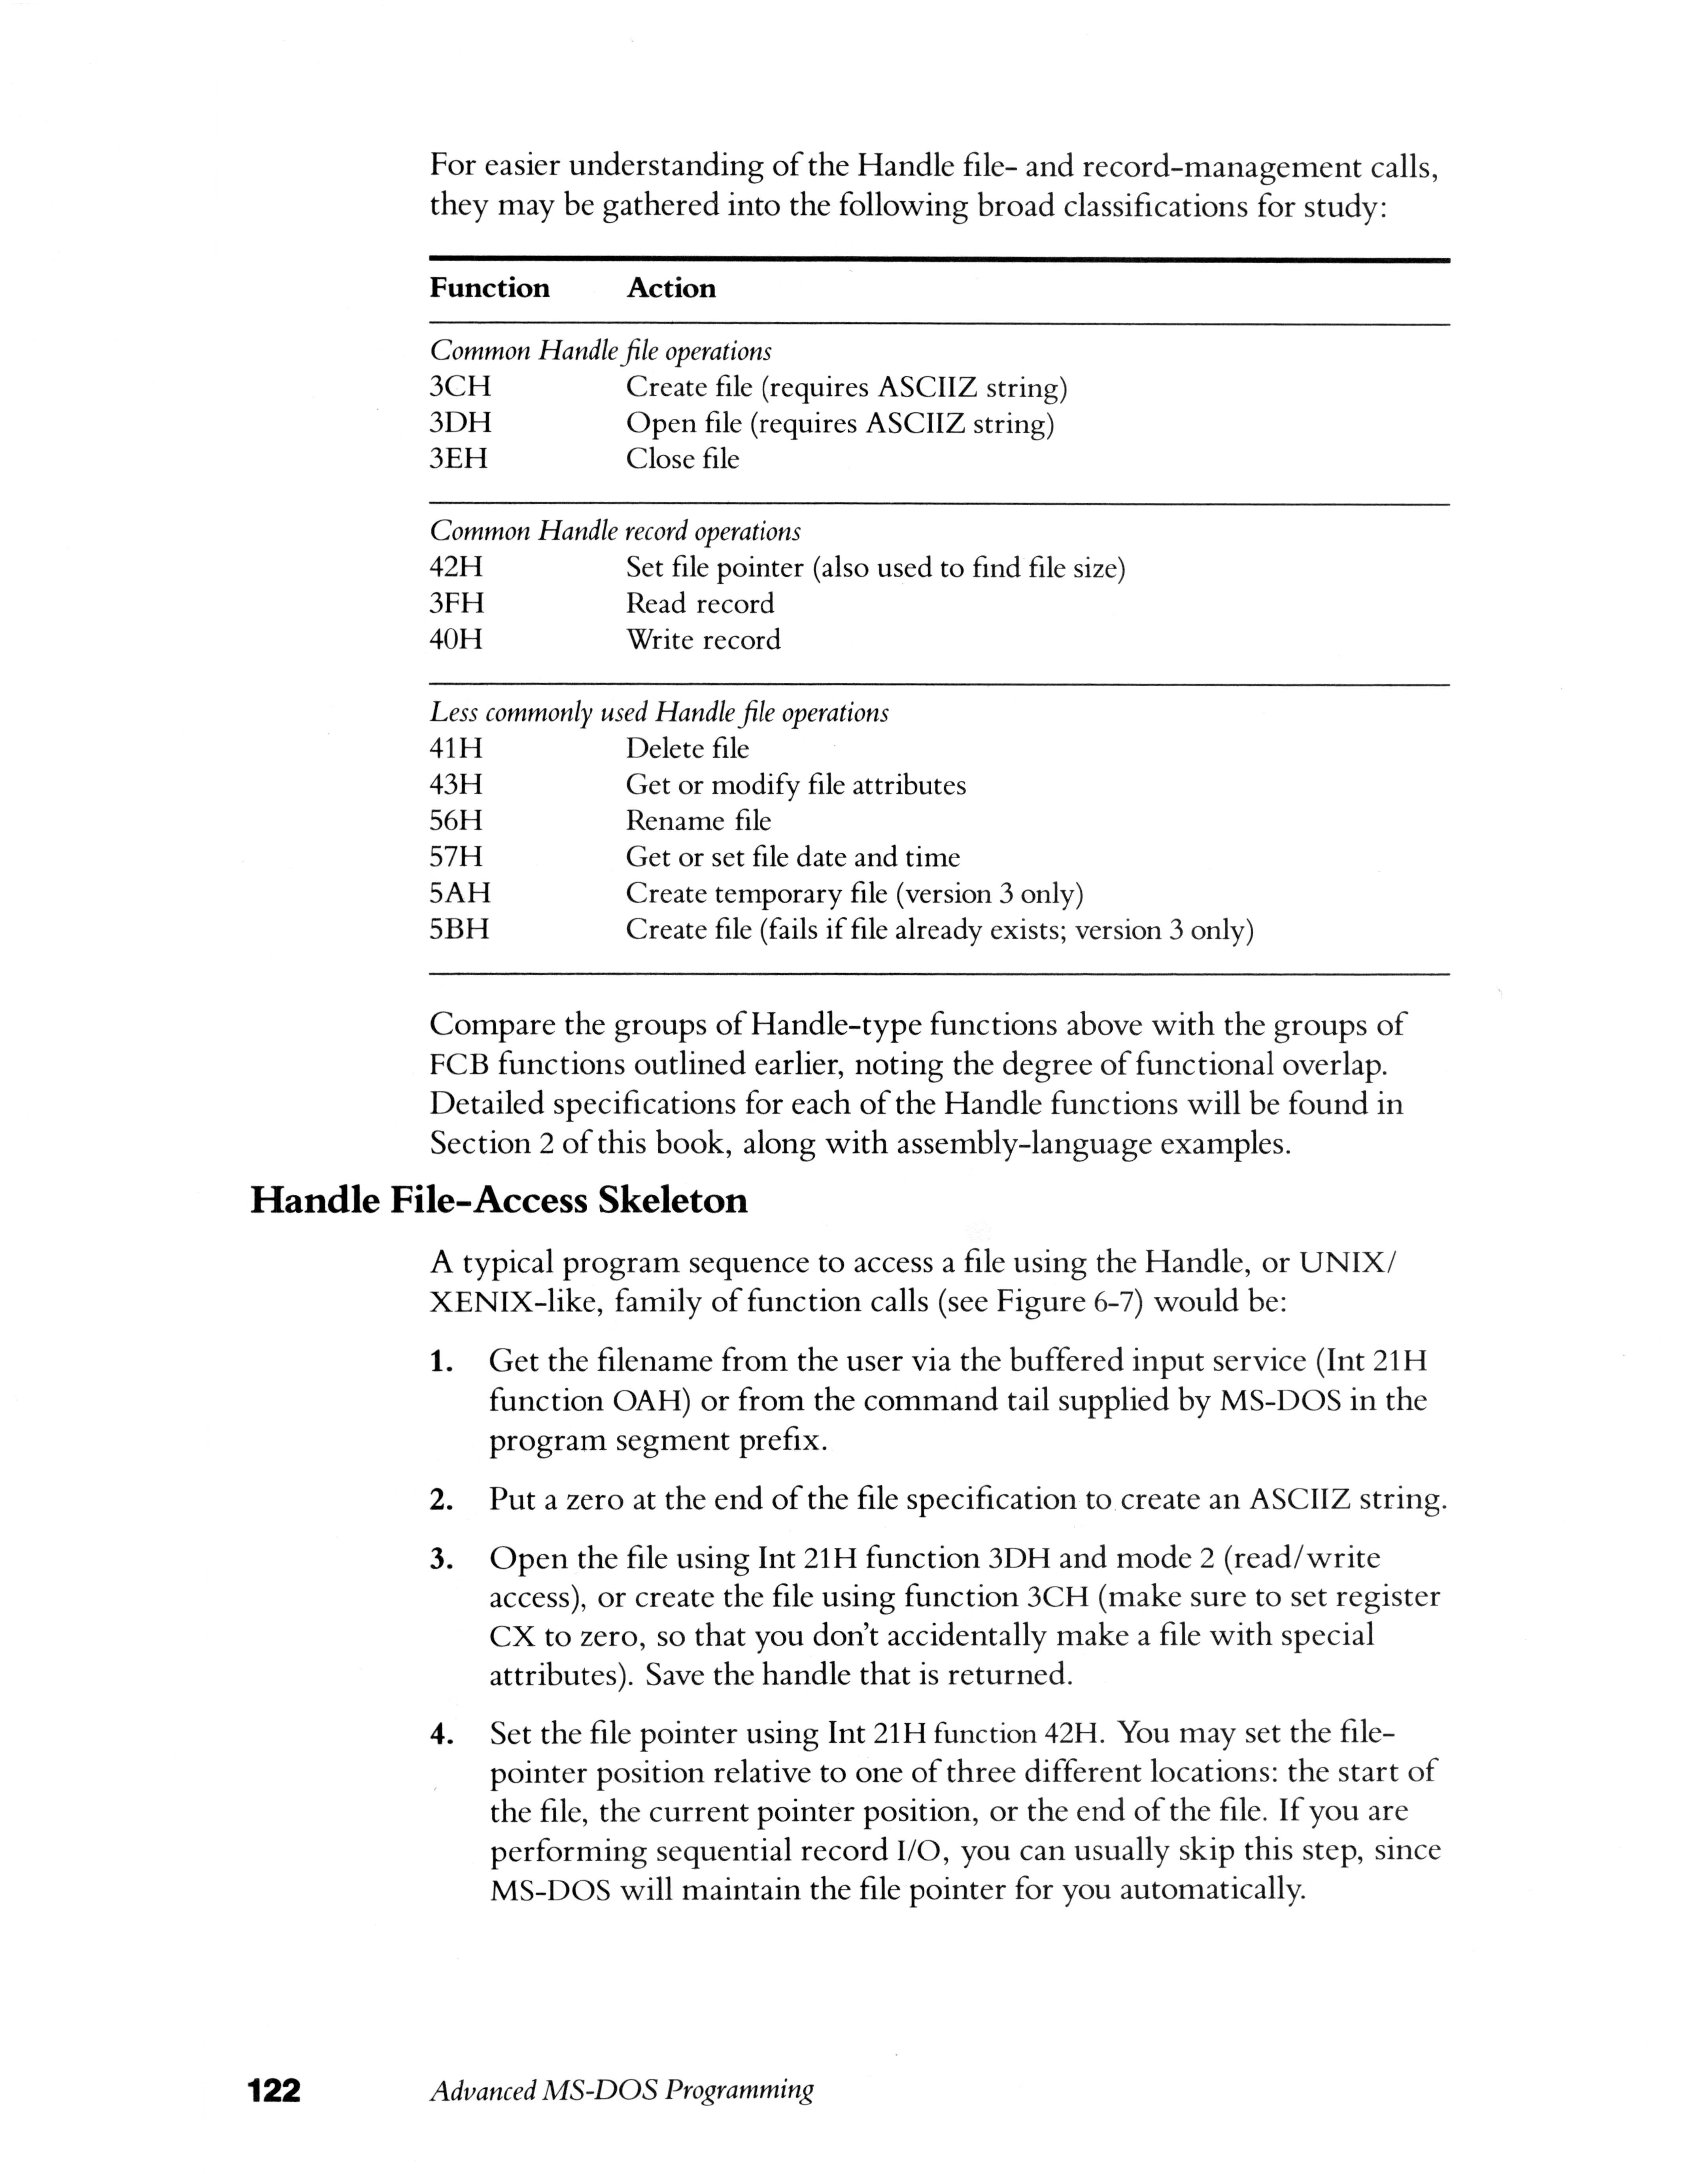 For easier understanding of the Handle file- and record-management calls,
they may be gathered into the following broad classifications for study:
Function Action
Common Handle file operations
3CH Create file (requires ASCIIZ string)
3DH Open file (requires ASCIIZ string)
3EH Close file
Common Handle record operations
42H Set file pointer (also used to find file size)
3FH Read record
40H Write record
Less commonly used Handle file operations
41H Delete file
43H Get or modify file attributes
56H Rename file
57H Get or set file date and time
5AH Create temporary file (version 3 only)
5BH Create file (fails if file already exists; version 3 only)
Compare the groups of Handle-type functions above with the groups of
FCB functions outlined earlier, noting the degree of functional overlap.
Detailed specifications for each of the Handle functions will be found in
Section 2 of this book, along with assembly-language examples.
Handle File-Access Skeleton
A typical program sequence to access a file using the Handle, or UNIX/
XENIX-like, family of function calls (see Figure 6-7) would be:
1. Get the filename from the user via the buffered input service (Int 21H
function OAH) or from the command tail supplied by MS-DOS in the
program segment prefix.
2. Put a zero at the end of the file specification to create an ASCIIZ string.
3. Open the file using Int 21H function 3DH and mode 2 (read/write
access), or create the file using function 3CH (make sure to set register
CX to zero, so that you don't accidentally make a file with special
attributes). Save the handle that is returned.
4. Set the file pointer using Int 21H function 42H. You may set the file-
pointer position relative to one of three different locations: the start of
the file, the current pointer position, or the end of the file. If you are
performing sequential record I/O, you can usually skip this step, since
MS-DOS will maintain the file pointer for you automatically.
122 Advanced MS-DOS Programming